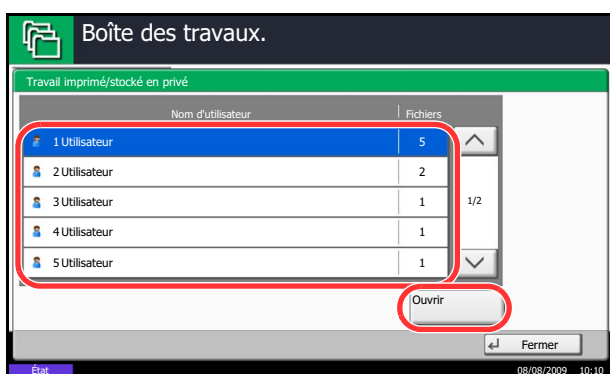 Boîte des travaux.
Travail imprimé/stocké en privé
Nom d'utilisateur Fichiers
1 Utilisateur 5
2 Utilisateur 2
3 Utilisateur 1
4 Utilisateur 1
5 Utilisateur 1
1/2
Ouvrir
Fermer
État 08/08/2009 10:10